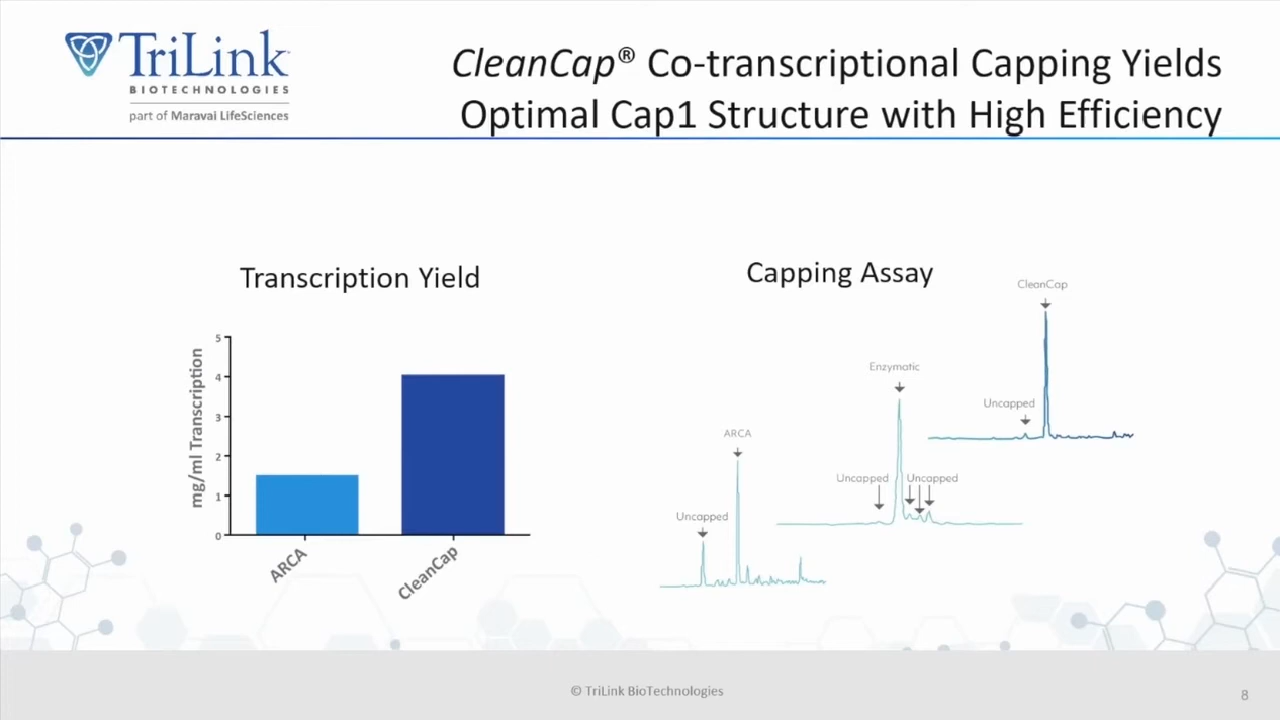 TriLink
BIOTECHNOLOGIES
part of Maravai LifeSciences
CleanCap® Co-transcriptional Capping Yields
Optimal Cap1 Structure with High Efficiency
Transcription Yield
mg/ml Transcription
5
4
3
2
1
0
ARCA
CleanCap
Capping Assay
CleanCap
Uncapped
Enzymatic
Uncapped
Uncapped
ARCA
Uncapped
© TriLink BioTechnologies
8